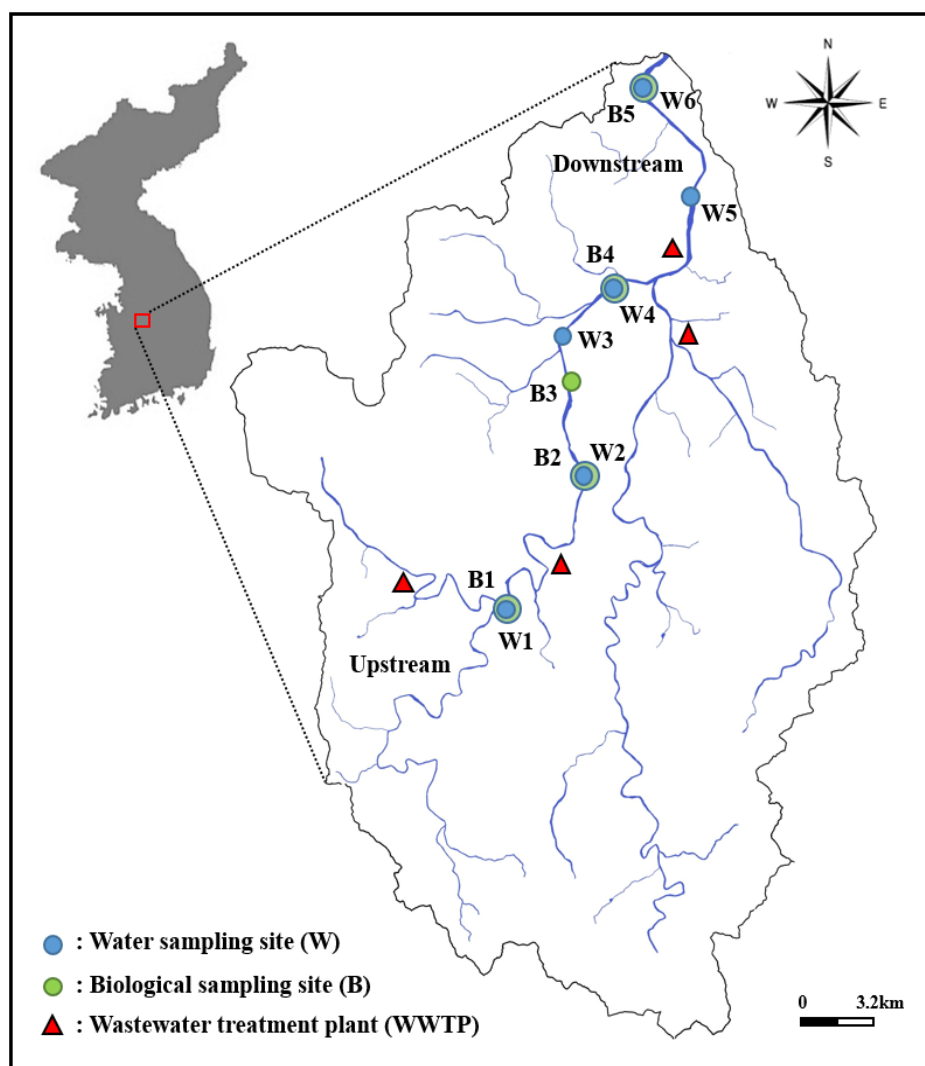 N
W
E
S
B5
W6
Downstream
W5
B4
W4
W3
B3
B2
W2
B1
W1
Upstream
: Water sampling site (W)
: Biological sampling site (B)
: Wastewater treatment plant (WWTP)
0 3.2km